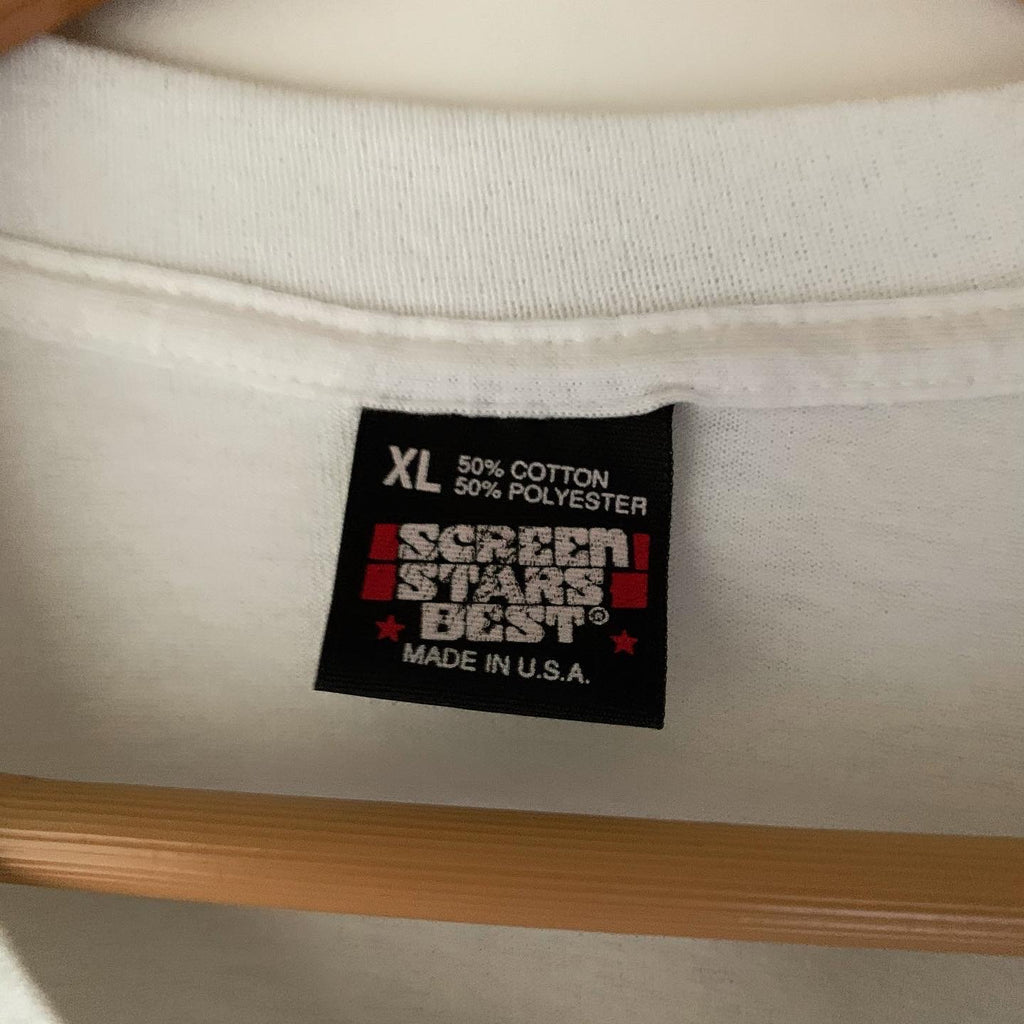 XL 50% COTTON
50% POLYESTER
SCREEN
STARS
BEST®
MADE IN U.S.A.